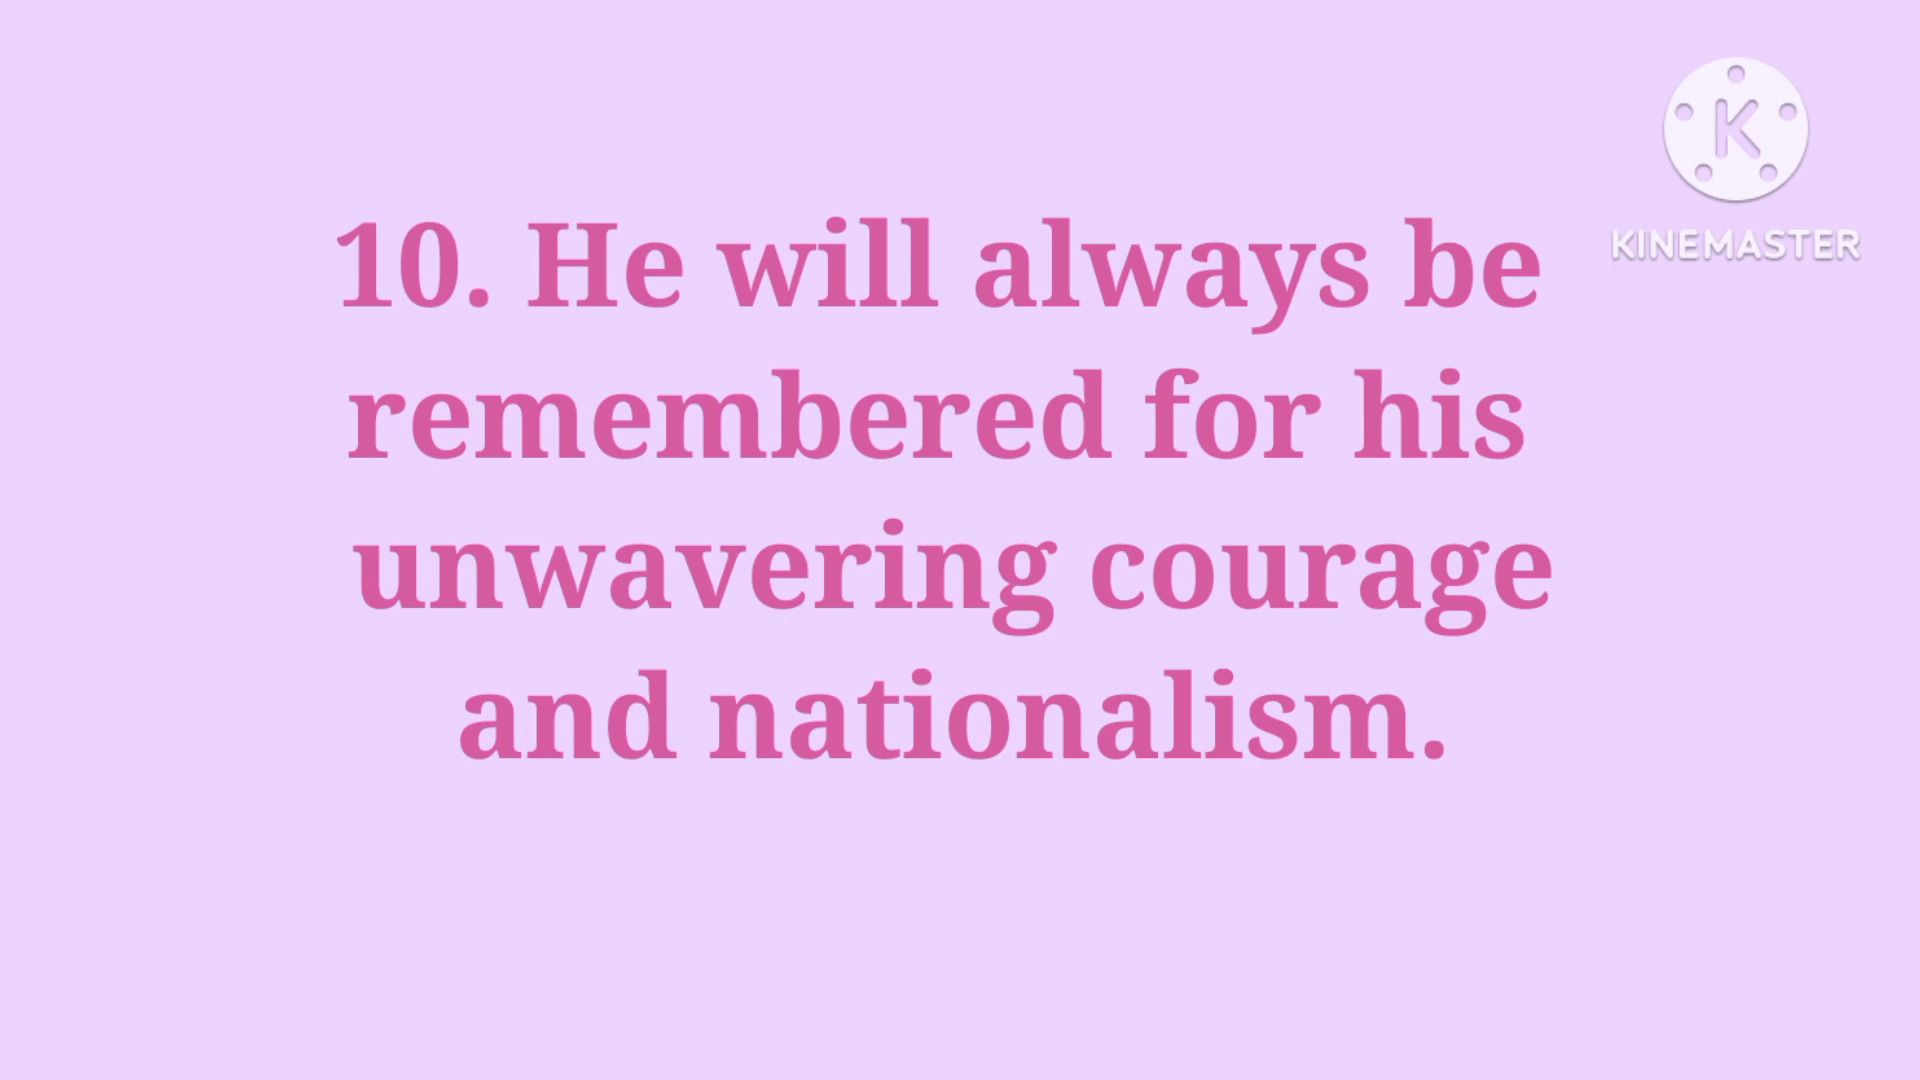 10. He will always be
remembered for his
unwavering courage
and nationalism.
K
KINEMASTER